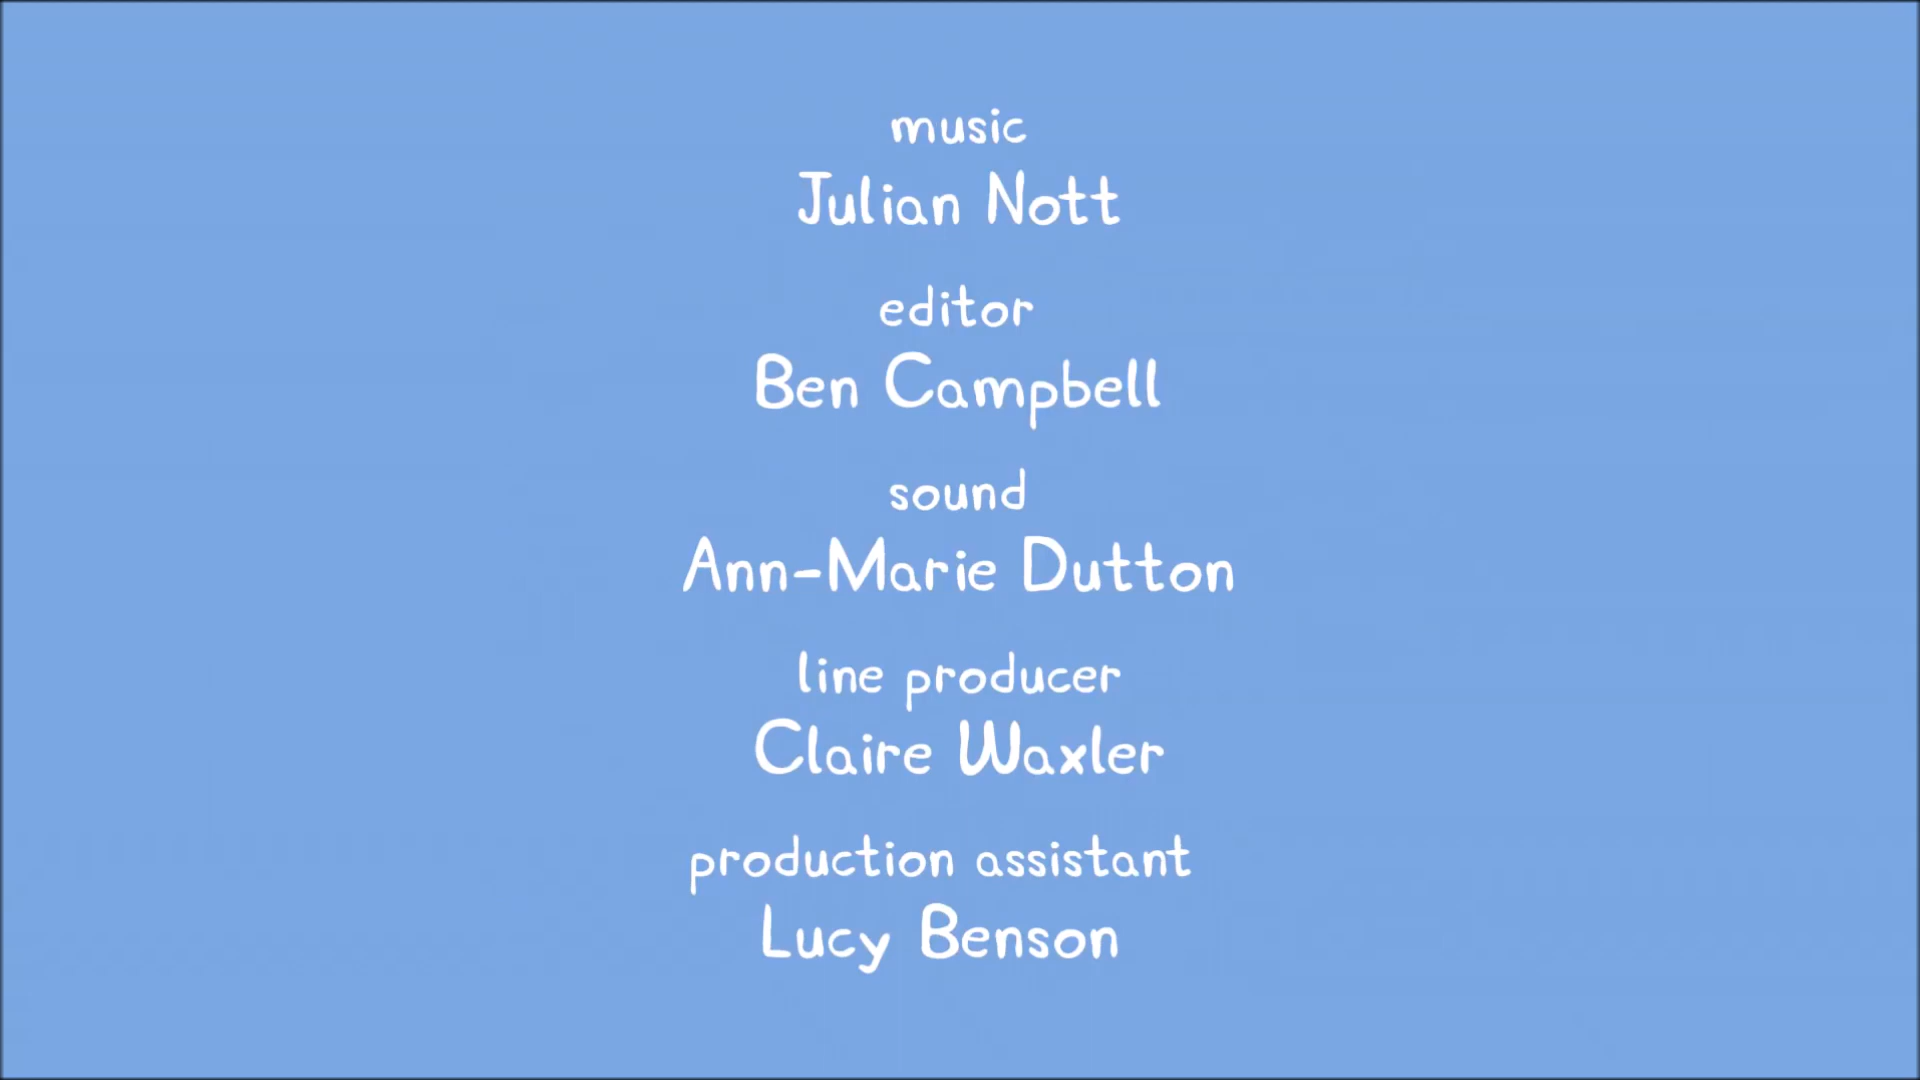 music
Julian Nott
editor
Ben Campbell
sound
Ann-Marie Dutton
line producer
Claire Waxler
production assistant
Lucy Benson